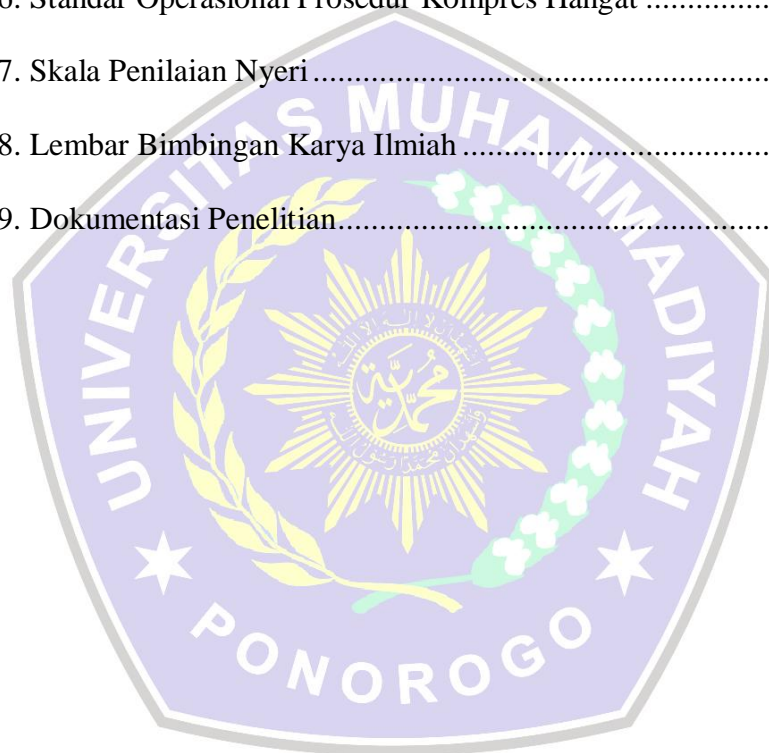 6. Standar Operasional Prosedur Kompres Hangat ...............
7. Skala Penilaian Nyeri........................................................
8. Lembar Bimbingan Karya Ilmiah .....................................
9. Dokumentasi Penelitian.....................................................
UNIVERSITAS MUHAMMADIYAH
PONOROGO
محمدية